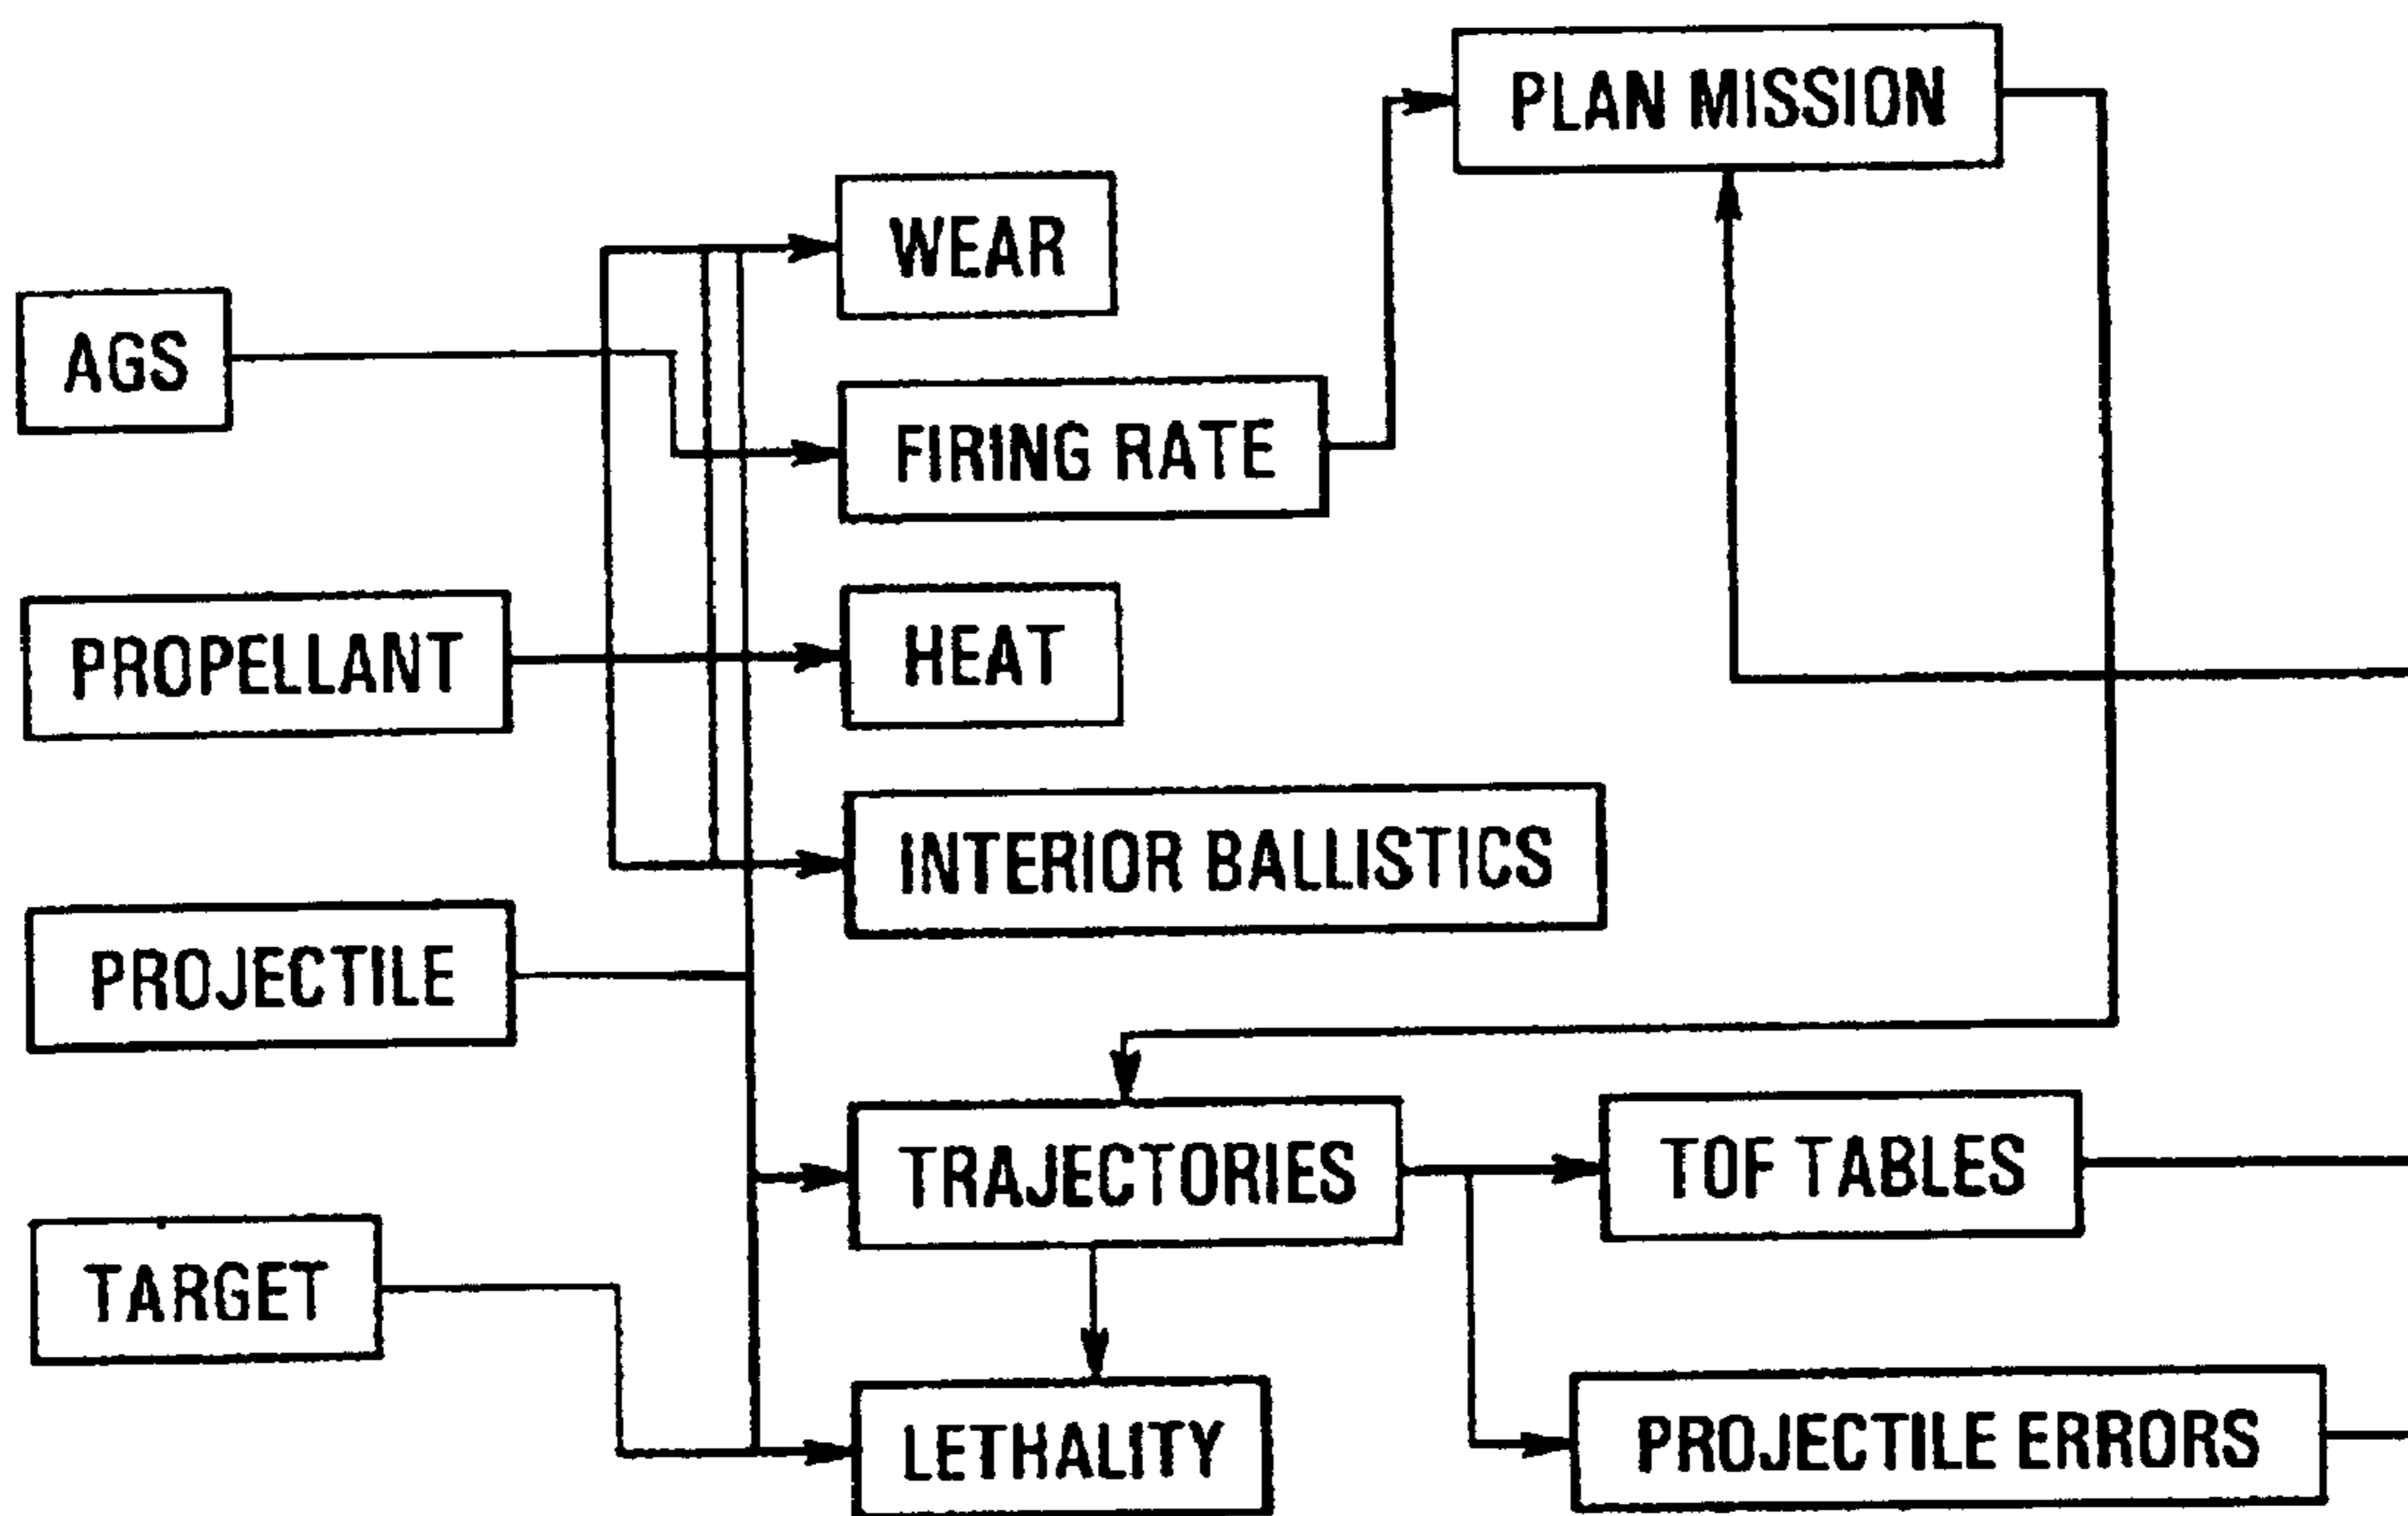 PLAN MISSION
WEAR
AGS
FIRING RATE
PROPELLANT
HEAT
INTERIOR BALLISTICS
PROJECTILE
TRAJECTORIES
TOF TABLES
TARGET
LETHALITY
PROJECTILE ERRORS